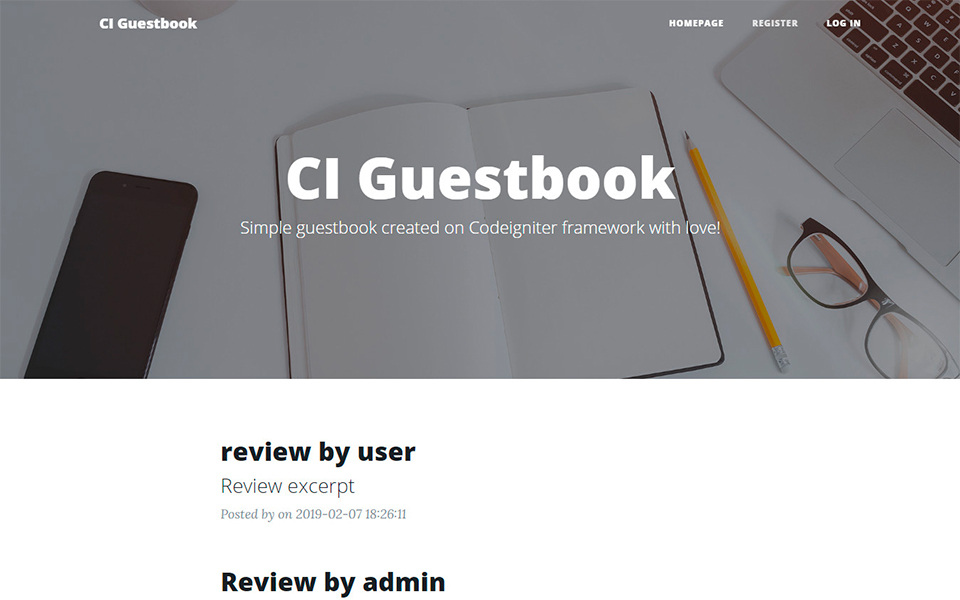 CI Guestbook
HOMEPAGE REGISTER LOG IN
CI Guestbook
Simple guestbook created on Codeigniter framework with love!
review by user
Review excerpt
Posted by on 2019-02-07 18:26:11
Review by admin